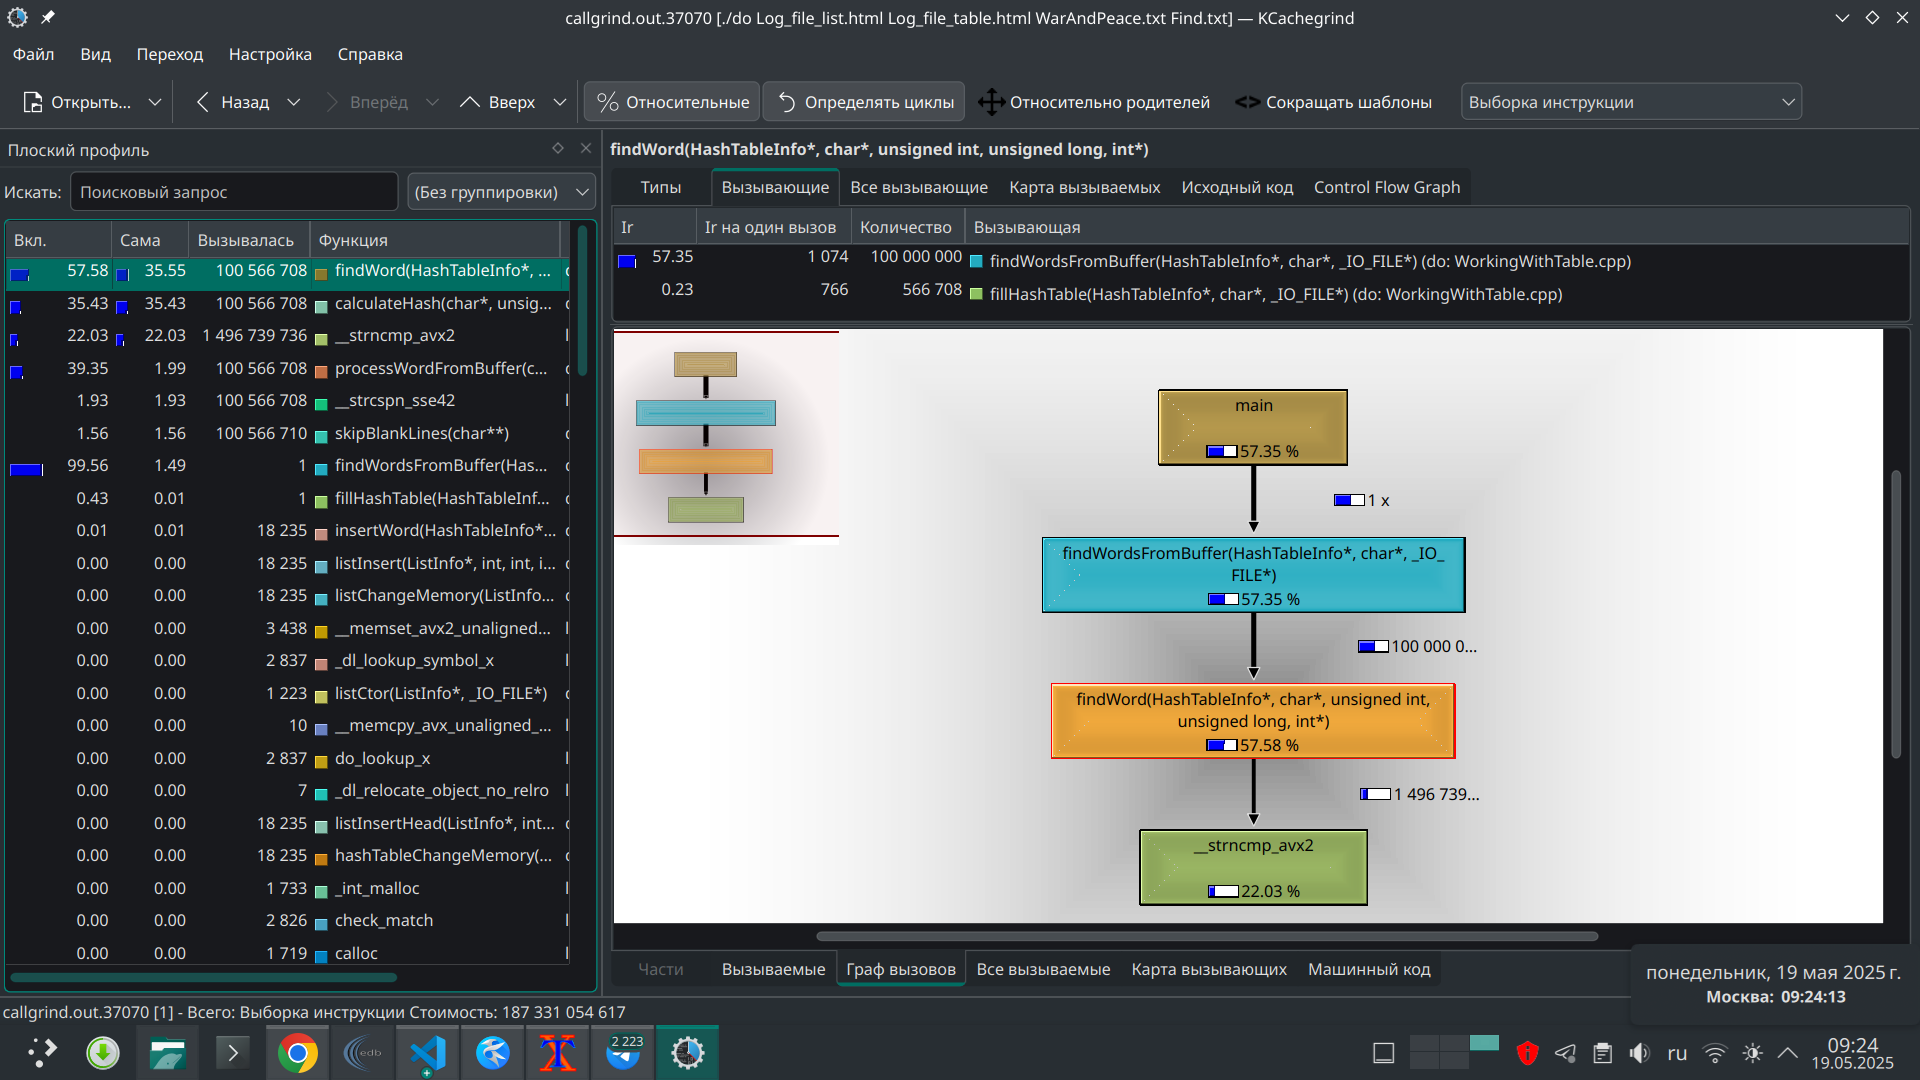 callgrind.out.37070 [./do Log_file_list.html Log_file_table.html WarAndPeace.txt Find.txt] — KCachegrind
Файл Вид Переход Настройка Справка
Открыть... Назад Вперёд Вверх Относительные Определять циклы Относительно родителей Сокращать шаблоны Выборка инструкции
Плоский профиль
Искать: Поисковый запрос (Без группировки)
Вкл. Сама Вызывалась Функция
57.58 35.55 100 566 708 findWord(HashTableInfo*, ...
35.43 35.43 100 566 708 calculateHash(char*, unsig...
22.03 22.03 1 496 739 736 __strncmp_avx2
39.35 1.99 100 566 708 processWordFromBuffer(c...
1.93 1.93 100 566 708 __strcspn_sse42
1.56 1.56 100 566 710 skipBlankLines(char**)
99.56 1.49 1 findWordsFromBuffer(Has...
0.43 0.01 1 fillHashTable(HashTableInf...
0.01 0.01 18 235 insertWord(HashTableInfo*...
0.00 0.00 18 235 listInsert(ListInfo*, int, int, i...
0.00 0.00 18 235 listChangeMemory(ListInfo...
0.00 0.00 3 438 __memset_avx2_unaligned...
0.00 0.00 2 837 _dl_lookup_symbol_x
0.00 0.00 1 223 listCtor(ListInfo*, _IO_FILE*)
0.00 0.00 10 __memcpy_avx_unaligned_...
0.00 0.00 2 837 do_lookup_x
0.00 0.00 7 _dl_relocate_object_no_relro
0.00 0.00 18 235 listInsertHead(ListInfo*, int...
0.00 0.00 18 235 hashTableChangeMemory(...
0.00 0.00 1 733 _int_malloc
0.00 0.00 2 826 check_match
0.00 0.00 1 719 calloc
findWord(HashTableInfo*, char*, unsigned int, unsigned long, int*)
Типы Вызывающие Все вызывающие Карта вызываемых Исходный код Control Flow Graph
Ir Ir на один вызов Количество Вызывающая
57.35 1 074 100 000 000 findWordsFromBuffer(HashTableInfo*, char*, _IO_FILE*) (do: WorkingWithTable.cpp)
0.23 766 566 708 fillHashTable(HashTableInfo*, char*, _IO_FILE*) (do: WorkingWithTable.cpp)
main
57.35 %
1 x
findWordsFromBuffer(HashTableInfo*, char*, _IO_
FILE*)
57.35 %
100 000 0...
findWord(HashTableInfo*, char*, unsigned int,
unsigned long, int*)
57.58 %
1 496 739...
__strncmp_avx2
22.03 %
Части Вызываемые Граф вызовов Все вызываемые Карта вызывающих Машинный код
понедельник, 19 мая 2025 г.
Москва: 09:24:13
callgrind.out.37070 [1] - Всего: Выборка инструкции Стоимость: 187 331 054 617
edb
2 223
ru
09:24
19.05.2025